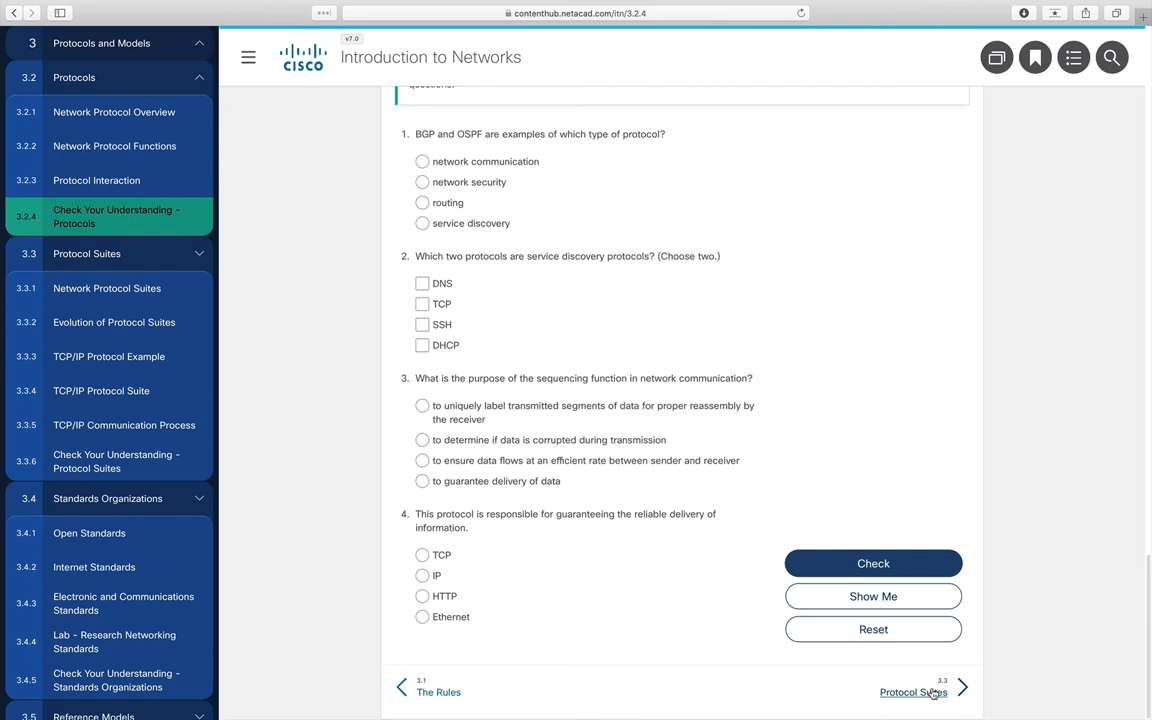 contenthub.netacad.com/itn/3.2.4
3 Protocols and Models
3.2 Protocols
3.2.1 Network Protocol Overview
3.2.2 Network Protocol Functions
3.2.3 Protocol Interaction
3.2.4 Check Your Understanding -
Protocols
3.3 Protocol Suites
3.3.1 Network Protocol Suites
3.3.2 Evolution of Protocol Suites
3.3.3 TCP/IP Protocol Example
3.3.4 TCP/IP Protocol Suite
3.3.5 TCP/IP Communication Process
3.3.6 Check Your Understanding -
Protocol Suites
3.4 Standards Organizations
3.4.1 Open Standards
3.4.2 Internet Standards
3.4.3 Electronic and Communications
Standards
3.4.4 Lab - Research Networking
Standards
3.4.5 Check Your Understanding -
Standards Organizations
3.5 Reference Models
CISCO
v7.0
Introduction to Networks
questions.
1. BGP and OSPF are examples of which type of protocol?
network communication
network security
routing
service discovery
2. Which two protocols are service discovery protocols? (Choose two.)
DNS
TCP
SSH
DHCP
3. What is the purpose of the sequencing function in network communication?
to uniquely label transmitted segments of data for proper reassembly by
the receiver
to determine if data is corrupted during transmission
to ensure data flows at an efficient rate between sender and receiver
to guarantee delivery of data
4. This protocol is responsible for guaranteeing the reliable delivery of
information.
TCP
IP
HTTP
Ethernet
Check
Show Me
Reset
3.1
The Rules
3.3
Protocol Suites